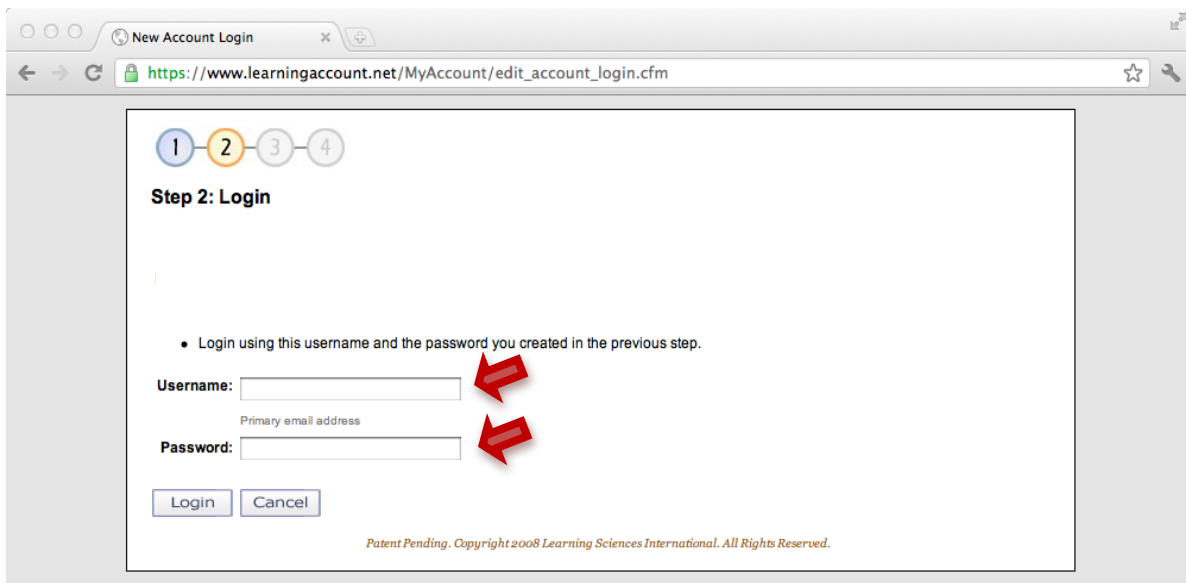 New Account Login
https://www.learningaccount.net/MyAccount/edit_account_login.cfm
1 2 3 4
Step 2: Login
• Login using this username and the password you created in the previous step.
Username:
Primary email address
Password:
Login Cancel
Patent Pending. Copyright 2008 Learning Sciences International. All Rights Reserved.